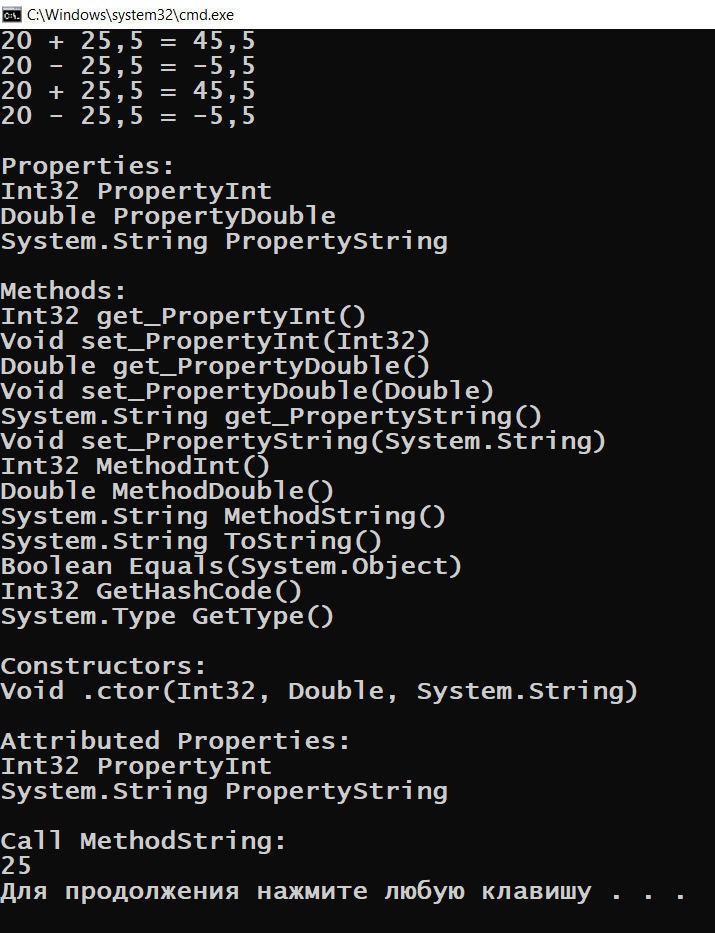 C:\Windows\system32\cmd.exe
20 + 25,5 = 45,5
20 - 25,5 = -5,5
20 + 25,5 = 45,5
20 - 25,5 = -5,5
Properties:
Int32 PropertyInt
Double PropertyDouble
System.String PropertyString
Methods:
Int32 get_PropertyInt()
Void set_PropertyInt(Int32)
Double get_PropertyDouble()
Void set_PropertyDouble(Double)
System.String get_PropertyString()
Void set_PropertyString(System.String)
Int32 MethodInt()
Double MethodDouble()
System.String MethodString()
System.String ToString()
Boolean Equals(System.Object)
Int32 GetHashCode()
System.Type GetType()
Constructors:
Void .ctor(Int32, Double, System.String)
Attributed Properties:
Int32 PropertyInt
System.String PropertyString
Call MethodString:
25
Для продолжения нажмите любую клавишу . . .